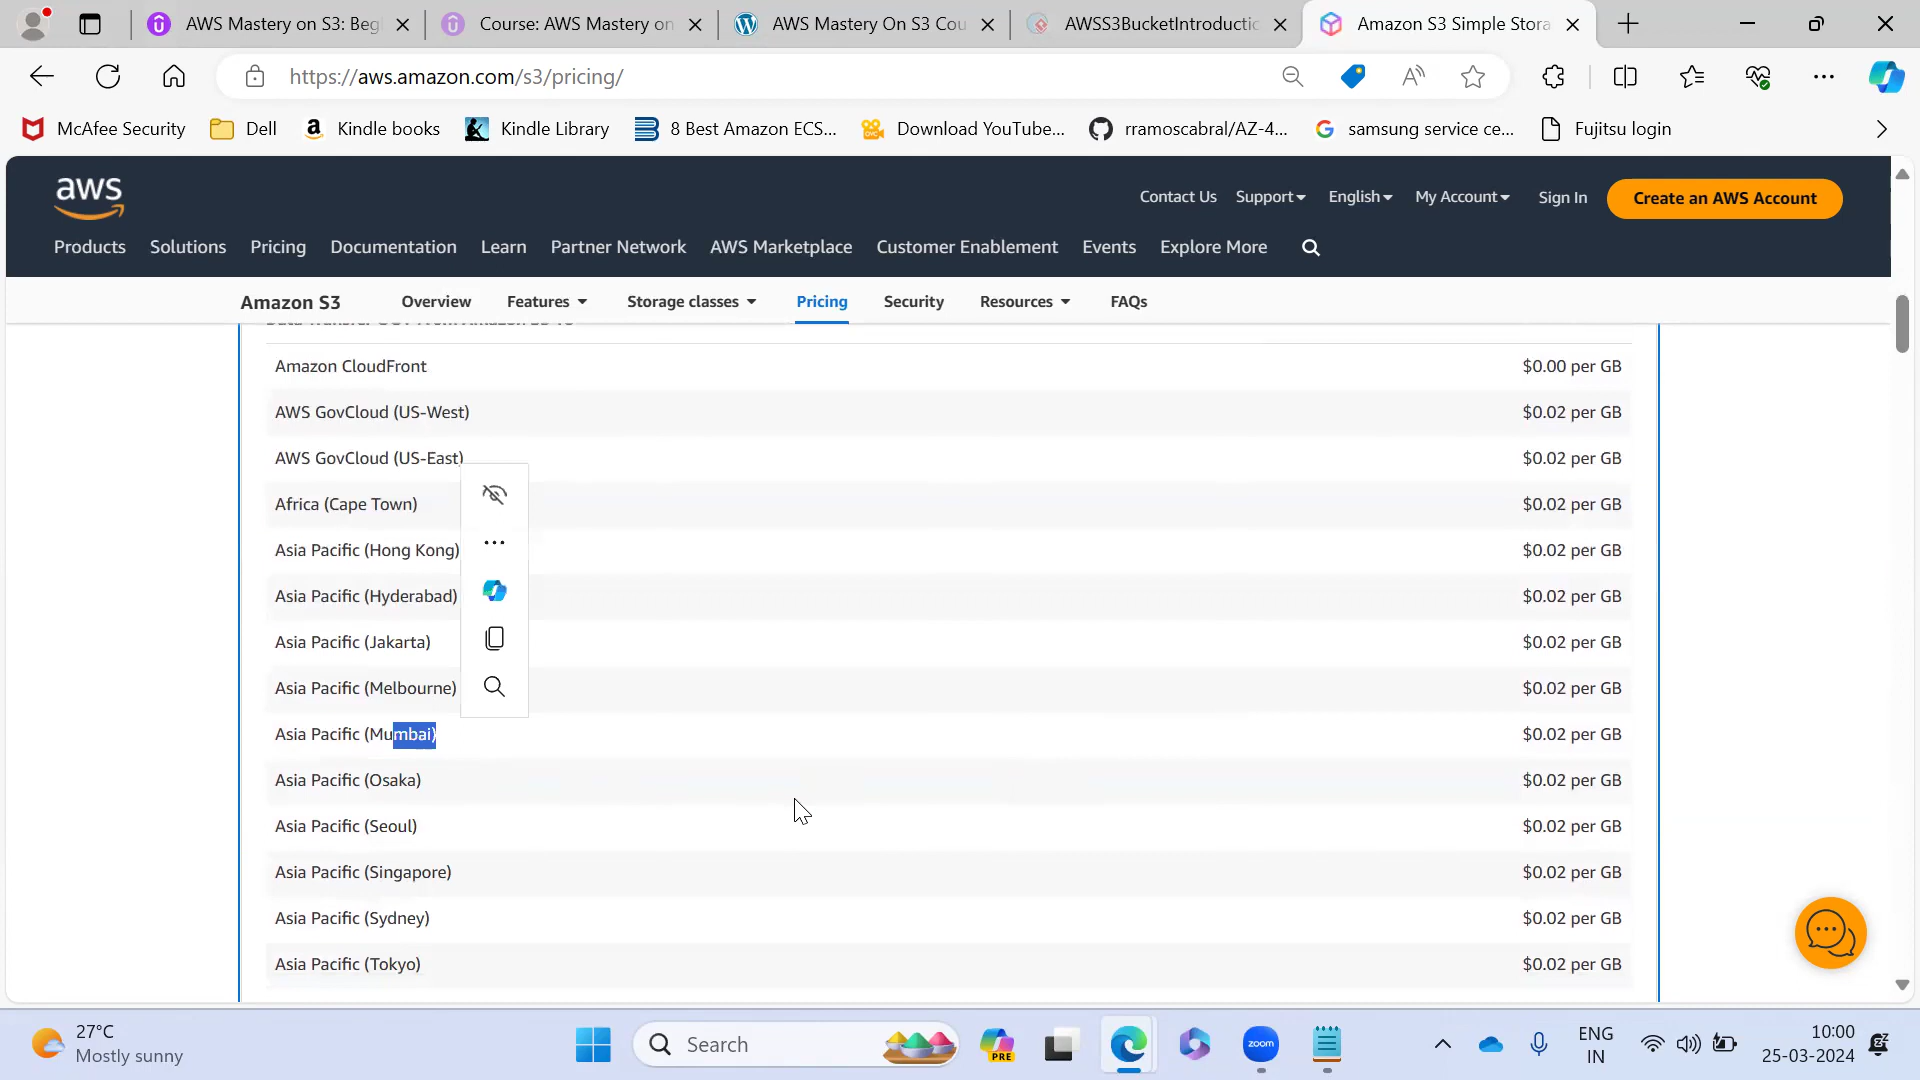 AWS Mastery on S3: Beg
Course: AWS Mastery on
AWS Mastery On S3 Cou
AWSS3BucketIntroductic
Amazon S3 Simple Stora
https://aws.amazon.com/s3/pricing/
McAfee Security
Dell
Kindle books
Kindle Library
8 Best Amazon ECS...
Download YouTube...
rramoscabral/AZ-4...
samsung service ce...
Fujitsu login
aws
Contact Us
Support
English
My Account
Sign In
Create an AWS Account
Products
Solutions
Pricing
Documentation
Learn
Partner Network
AWS Marketplace
Customer Enablement
Events
Explore More
Amazon S3
Overview
Features
Storage classes
Pricing
Security
Resources
FAQs
Amazon CloudFront $0.00 per GB
AWS GovCloud (US-West) $0.02 per GB
AWS GovCloud (US-East) $0.02 per GB
Africa (Cape Town) $0.02 per GB
Asia Pacific (Hong Kong) $0.02 per GB
Asia Pacific (Hyderabad) $0.02 per GB
Asia Pacific (Jakarta) $0.02 per GB
Asia Pacific (Melbourne) $0.02 per GB
Asia Pacific (Mumbai) $0.02 per GB
Asia Pacific (Osaka) $0.02 per GB
Asia Pacific (Seoul) $0.02 per GB
Asia Pacific (Singapore) $0.02 per GB
Asia Pacific (Sydney) $0.02 per GB
Asia Pacific (Tokyo) $0.02 per GB
27°C
Mostly sunny
Search
PRE
zoom
ENG
IN
10:00
25-03-2024